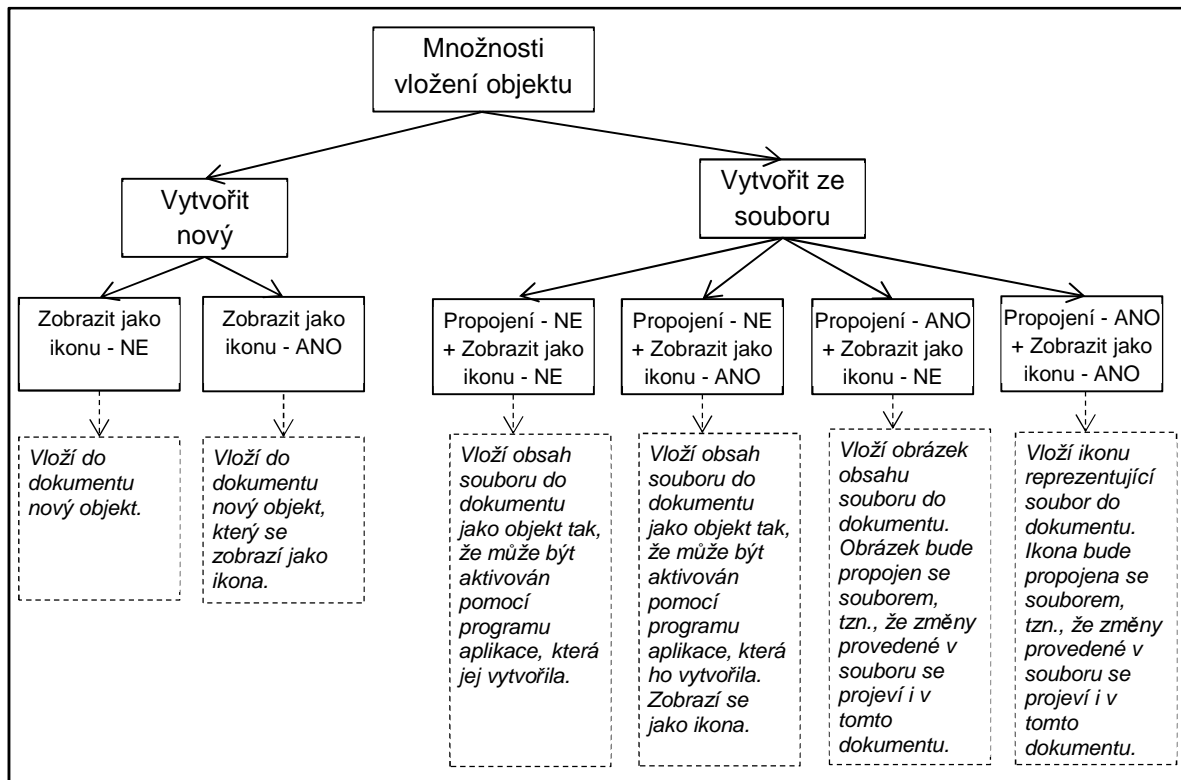 Množnosti
vložení objektu
Vytvořit
nový
Vytvořit ze
souboru
Zobrazit jako
ikonu - NE
Zobrazit jako
ikonu - ANO
Propojení - NE
+ Zobrazit jako
ikonu - NE
Propojení - NE
+ Zobrazit jako
ikonu - ANO
Propojení - ANO
+ Zobrazit jako
ikonu - NE
Propojení - ANO
+ Zobrazit jako
ikonu - ANO
Vloží do
dokumentu
nový objekt.
Vloží do
dokumentu
nový objekt,
který se
zobrazí jako
ikona.
Vloží obsah
souboru do
dokumentu
jako objekt tak,
že může být
aktivován
pomocí
programu
aplikace, která
jej vytvořila.
Vloží obsah
souboru do
dokumentu
jako objekt tak,
že může být
aktivován
pomocí
programu
aplikace, která
ho vytvořila.
Zobrazí se
jako ikona.
Vloží obrázek
obsahu
souboru do
dokumentu.
Obrázek bude
propojen se
souborem,
tzn., že změny
provedené v
souboru se
projeví i v
tomto
dokumentu.
Vloží ikonu
reprezentující
soubor do
dokumentu.
Ikona bude
propojena se
souborem,
tzn., že změny
provedené v
souboru se
projeví i v
tomto
dokumentu.